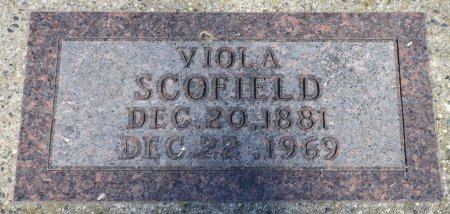 VIOLA
SCOFIELD
DEC. 20, 1881
DEC. 22, 1969